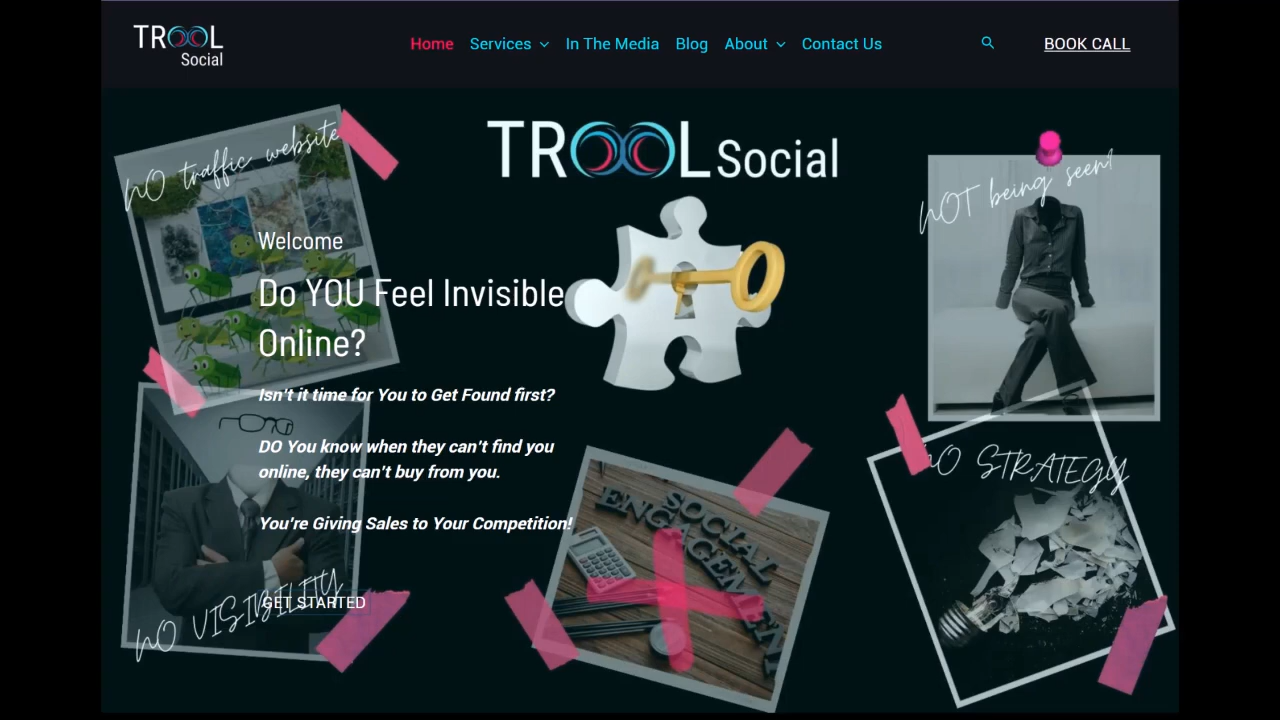 TROOL
Social
Home Services In The Media Blog About Contact Us BOOK CALL
TROOL Social
NO traffic website
NOT being seen!
Welcome
Do YOU Feel Invisible
Online?
Isn't it time for You to Get Found first?
DO You know when they can't find you
online, they can't buy from you.
You're Giving Sales to Your Competition!
NO STRATEGY
SOCIAL
ENGAGEMENT
GET STARTED
NO VISIBILITY